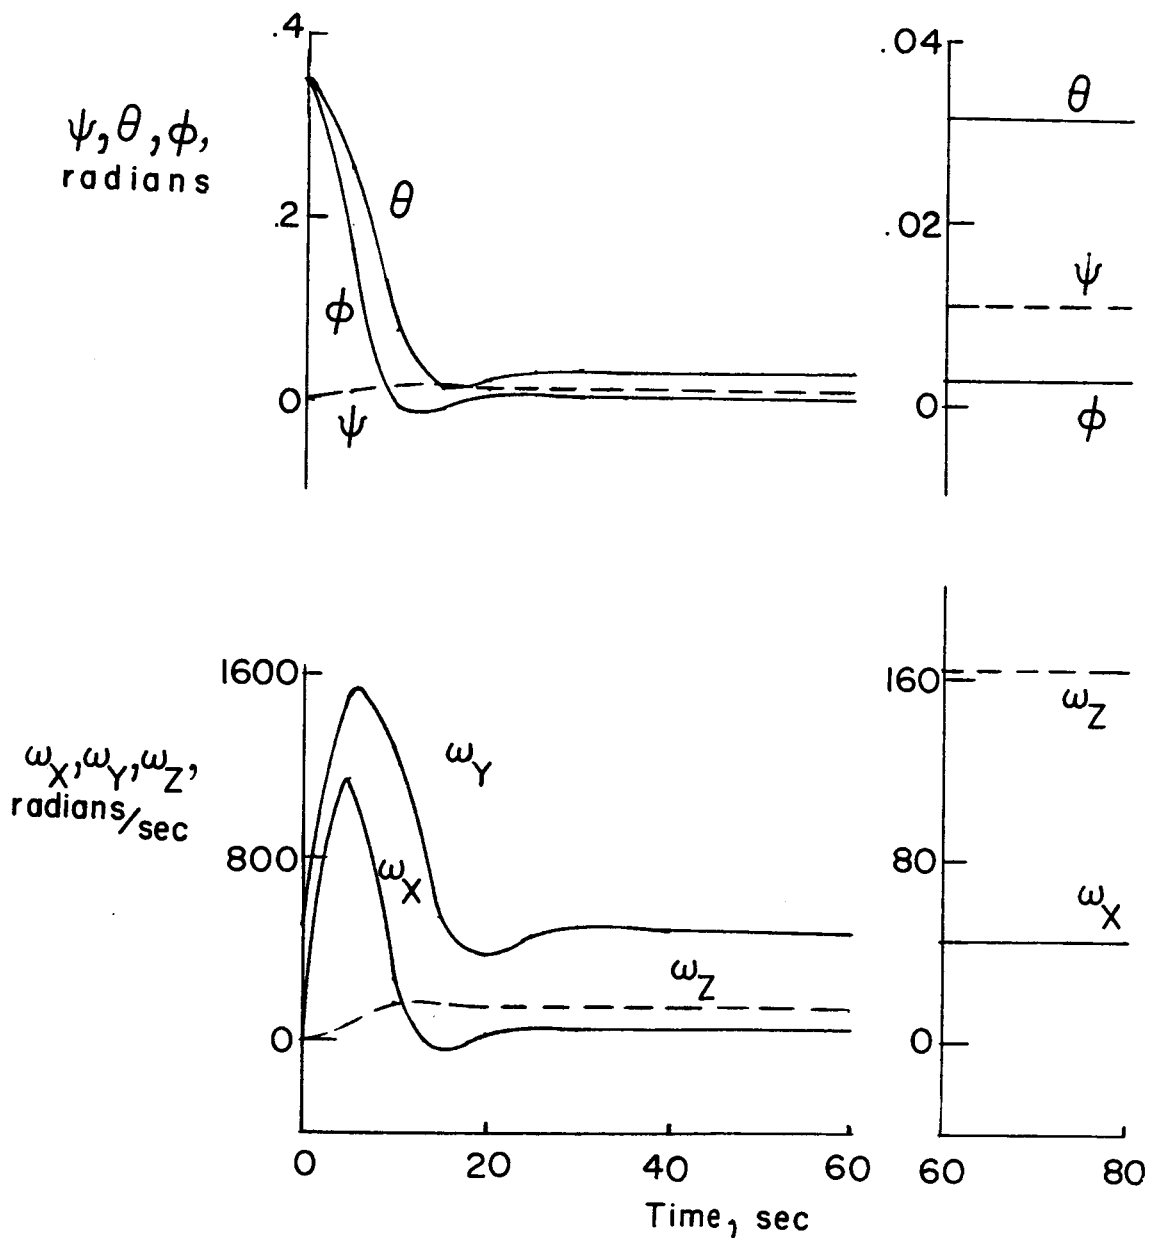 .4
ψ, θ, φ,
radians
.2
0
θ
φ
ψ
.04
.02
0
θ
ψ
φ
1600
ω_X, ω_Y, ω_Z,
radians/sec
800
0
ω_Y
ω_X
ω_Z
160
80
0
ω_Z
ω_X
0 20 40 60
60 80
Time, sec